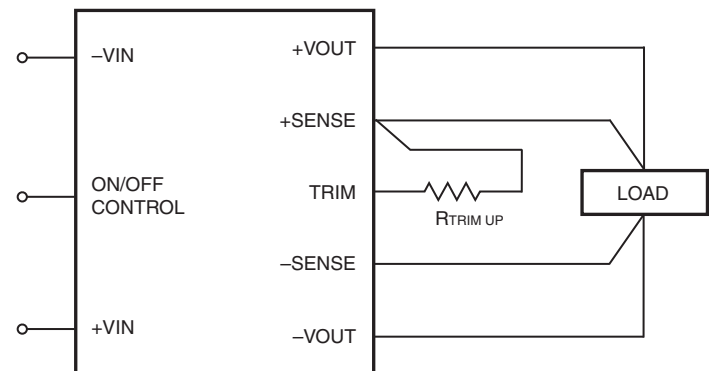 –VIN
+VOUT
+SENSE
ON/OFF
CONTROL
TRIM
LOAD
RTRIM UP
–SENSE
+VIN
–VOUT